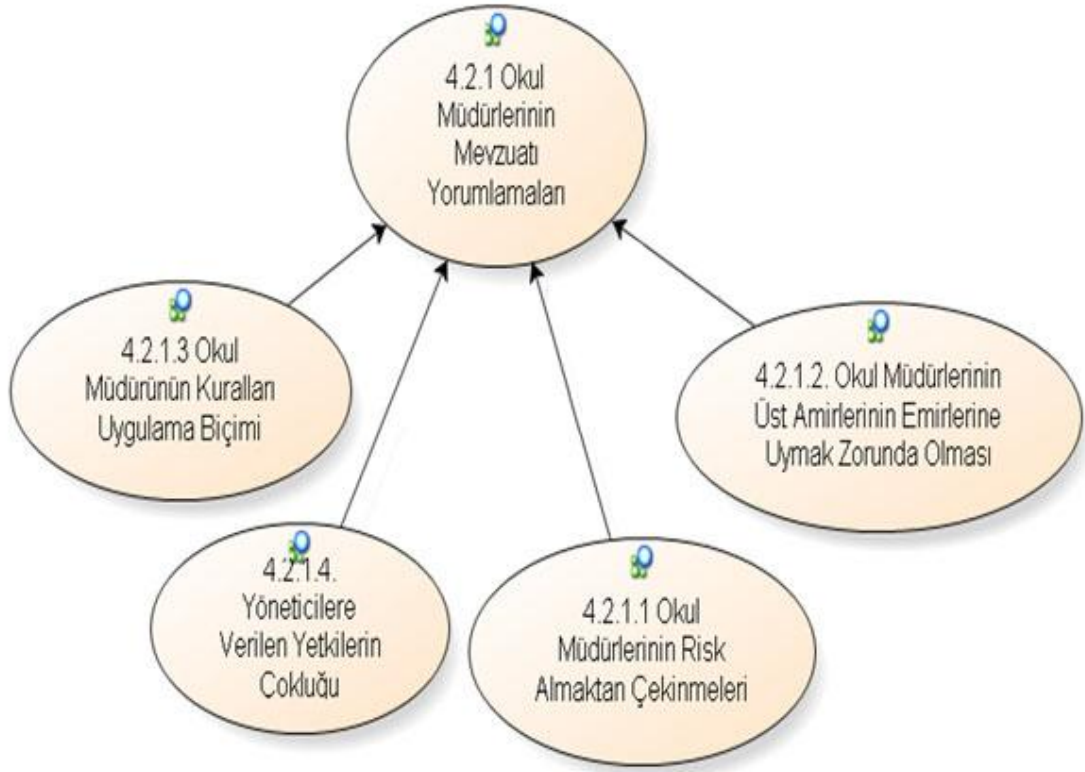 4.2.1 Okul
Müdürlerinin
Mevzuatı
Yorumlamaları
4.2.1.3 Okul
Müdürünün Kuralları
Uygulama Biçimi
4.2.1.2. Okul Müdürlerinin
Üst Amirlerinin Emirlerine
Uymak Zorunda Olması
4.2.1.4.
Yöneticilere
Verilen Yetkilerin
Çokluğu
4.2.1.1 Okul
Müdürlerinin Risk
Almaktan Çekinmeleri